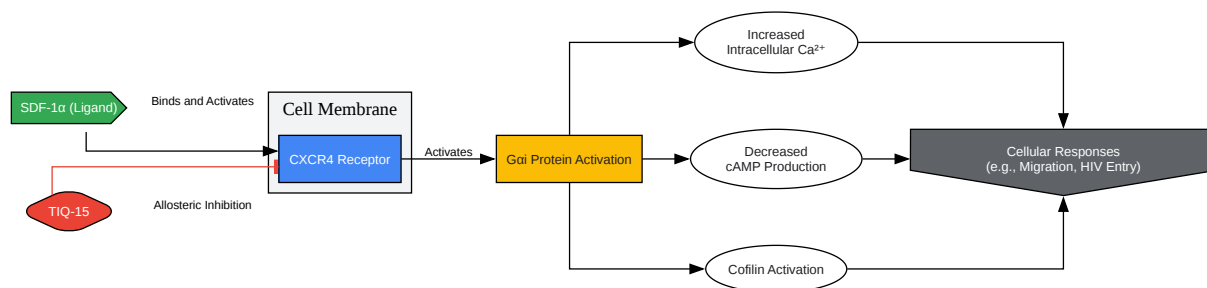 Increased
Intracellular Ca²⁺
SDF-1α (Ligand)
Binds and Activates
Cell Membrane
CXCR4 Receptor
Activates
Gαi Protein Activation
Decreased
cAMP Production
Cellular Responses
(e.g., Migration, HIV Entry)
TIQ-15
Allosteric Inhibition
Cofilin Activation